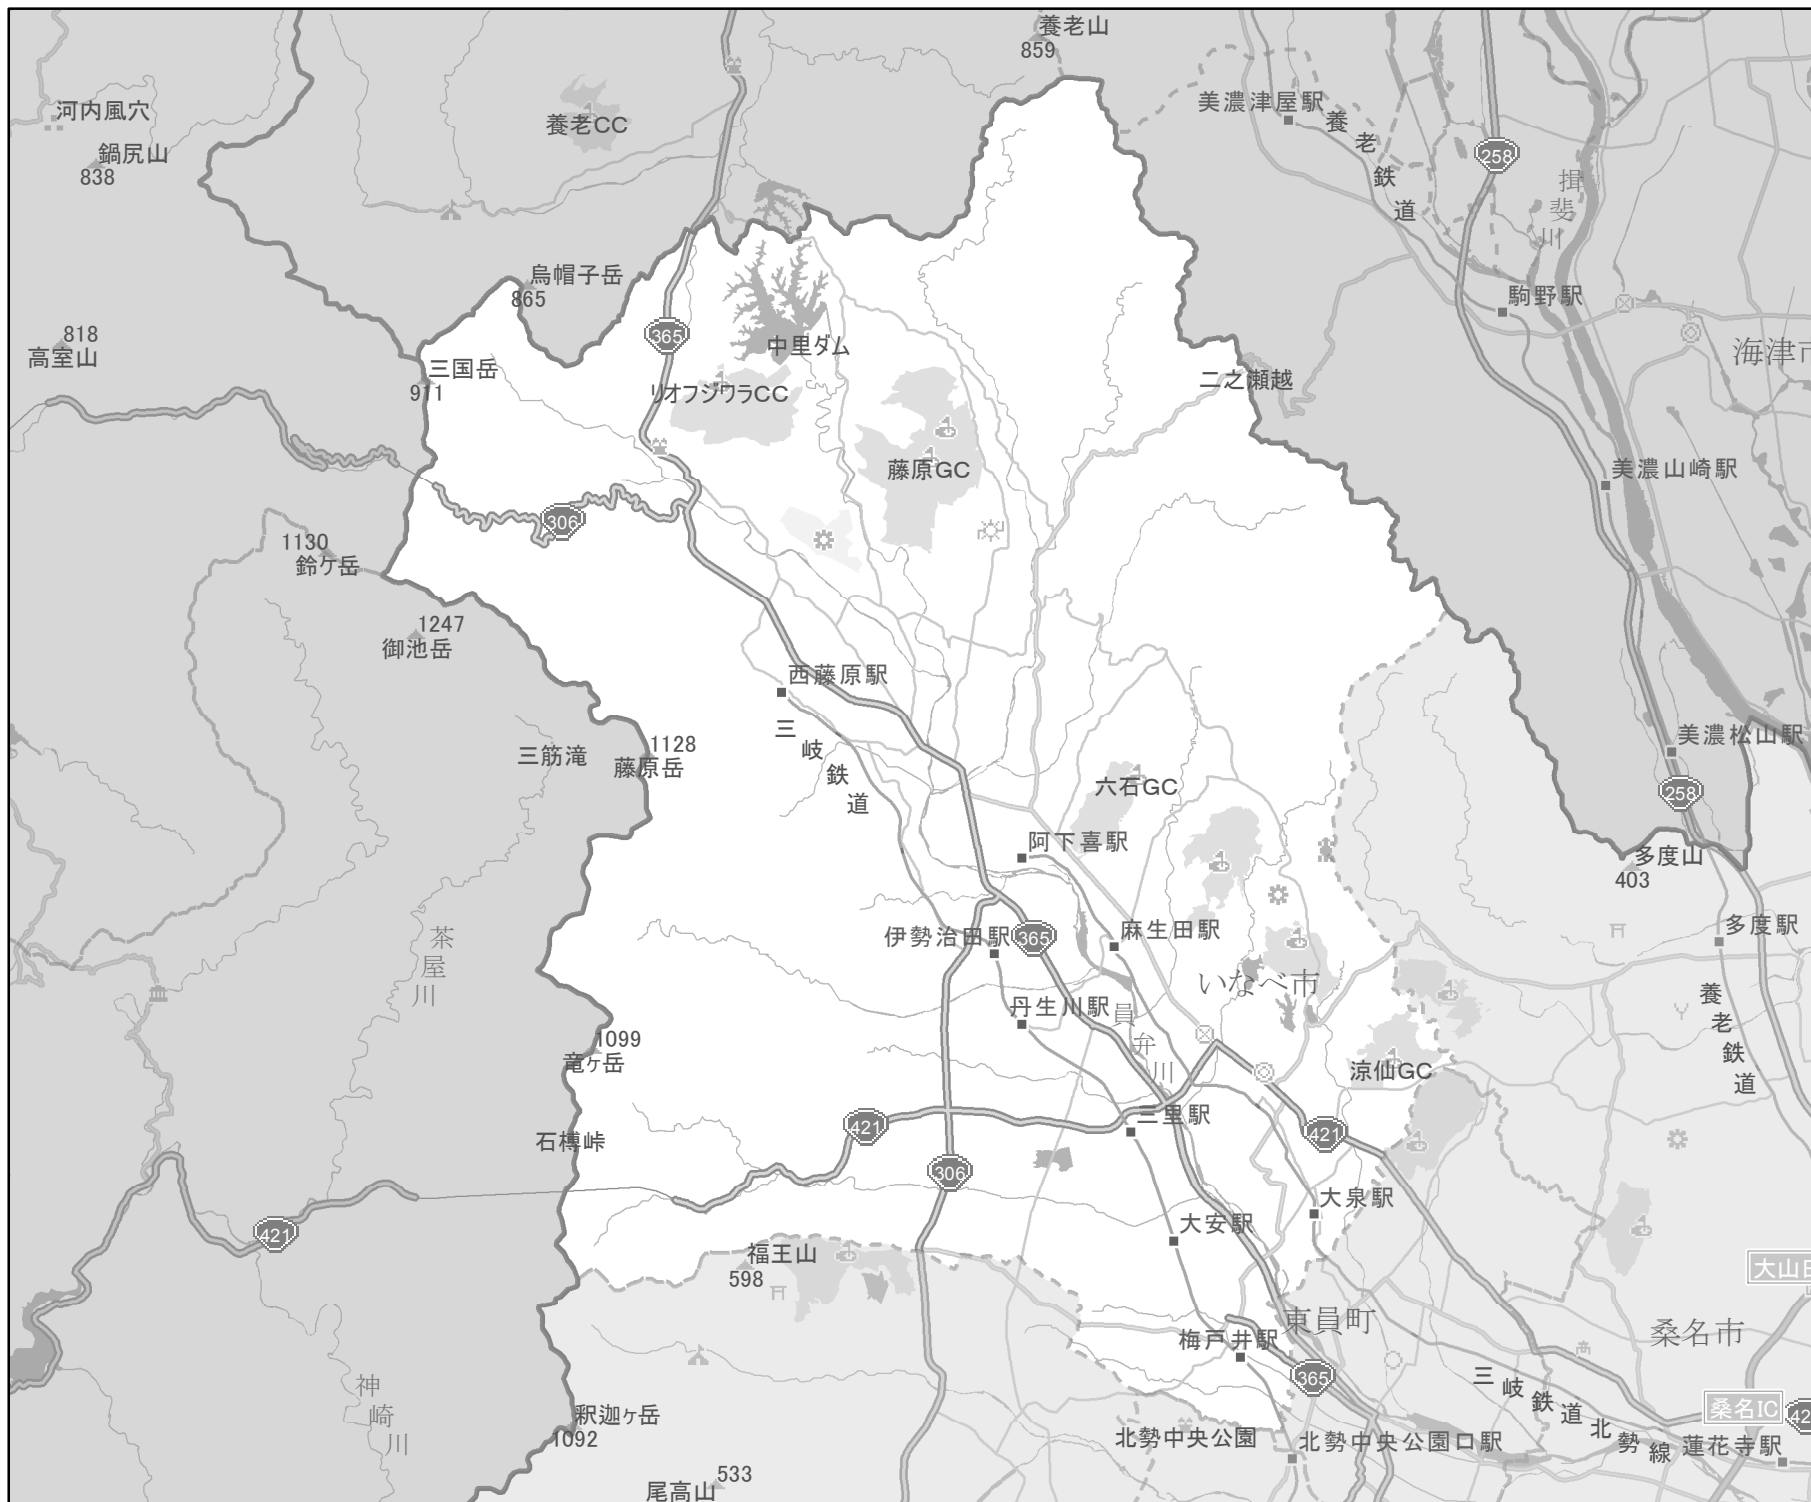 養老山
859
河内風穴
鍋尻山
838
養老CC
美濃津屋駅
養老鉄道
258
揖斐川
烏帽子岳
865
駒野駅
818
高室山
365
中里ダム
海津市
三国岳
911
リオフジワラCC
二之瀬越
藤原GC
美濃山崎駅
306
1130
鈴ケ岳
1247
御池岳
西藤原駅
三岐鉄道
1128
藤原岳
三筋滝
美濃松山駅
258
六石GC
阿下喜駅
多度山
403
茶屋川
伊勢治田駅
365
麻生田駅
多度駅
いなべ市
丹生川駅
員弁川
養老鉄道
1099
竜ヶ岳
涼仙GC
石榑峠
421
三里駅
421
306
大泉駅
421
大安駅
福王山
598
大山田
東員町
桑名市
梅戸井駅
365
三岐鉄道北勢線
神崎川
釈迦ヶ岳
1092
桑名IC
42
北勢中央公園
北勢中央公園口駅
蓮花寺駅
533
尾高山